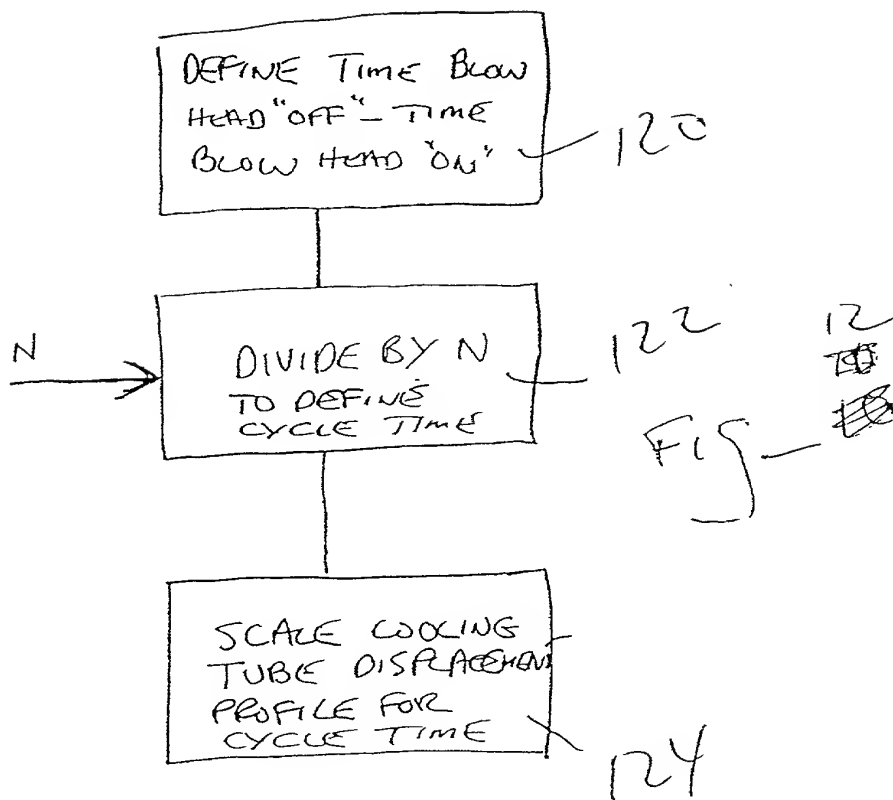 DEFINE TIME BLOW
HEAD "OFF" - TIME
BLOW HEAD "ON"
120
N
DIVIDE BY N
TO DEFINE
CYCLE TIME
122
12
Fig
SCALE COOLING
TUBE DISPLACEMENT
PROFILE FOR
CYCLE TIME
124